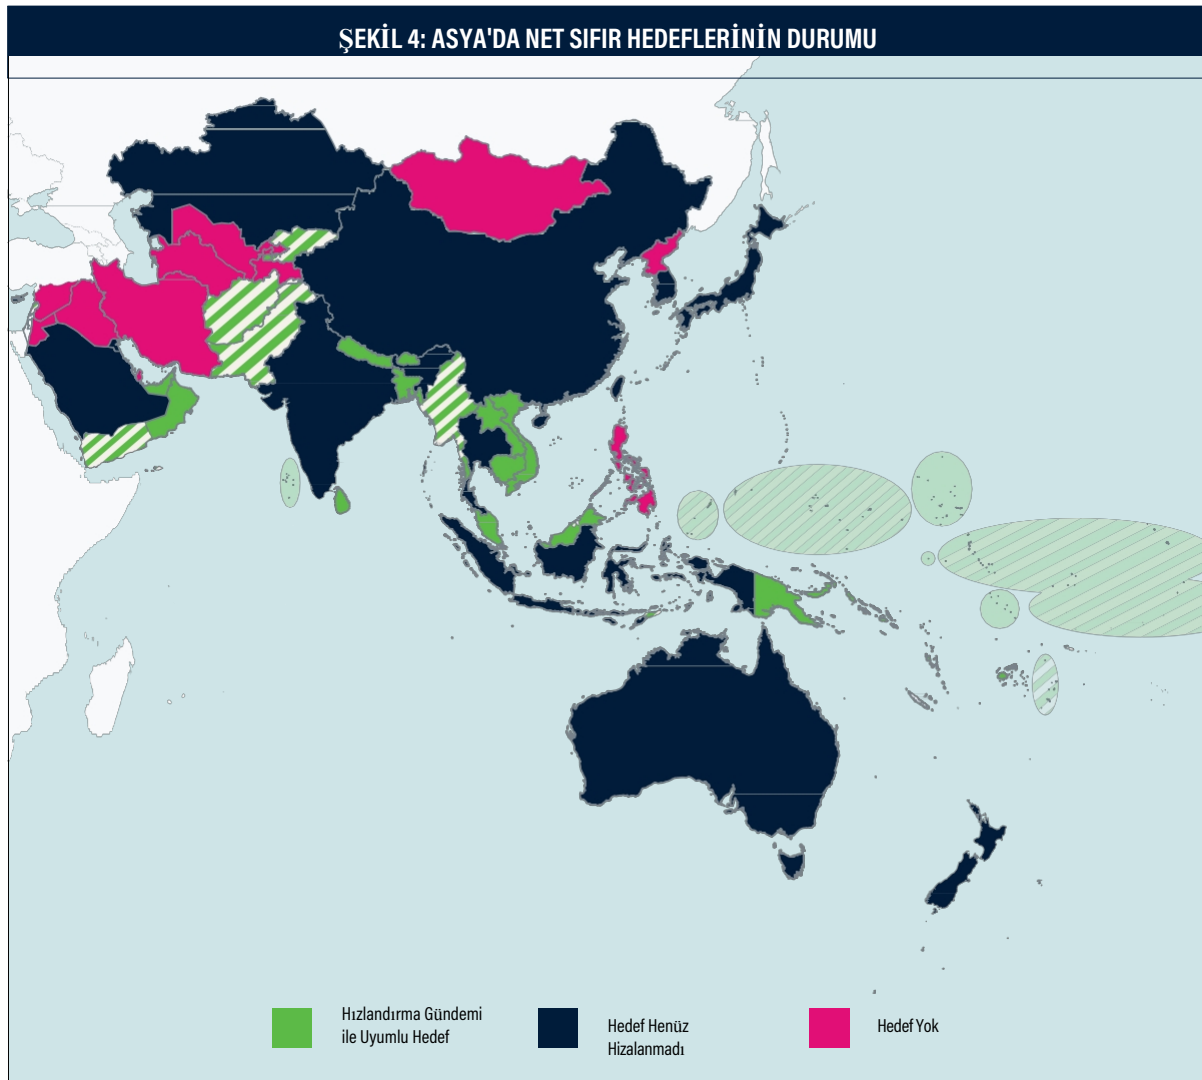 ŞEKİL 4: ASYA'DA NET SIFIR HEDEFLERİNİN DURUMU
Hızlandırma Gündemi
ile Uyumlu Hedef
Hedef Henüz
Hizalanmadı
Hedef Yok